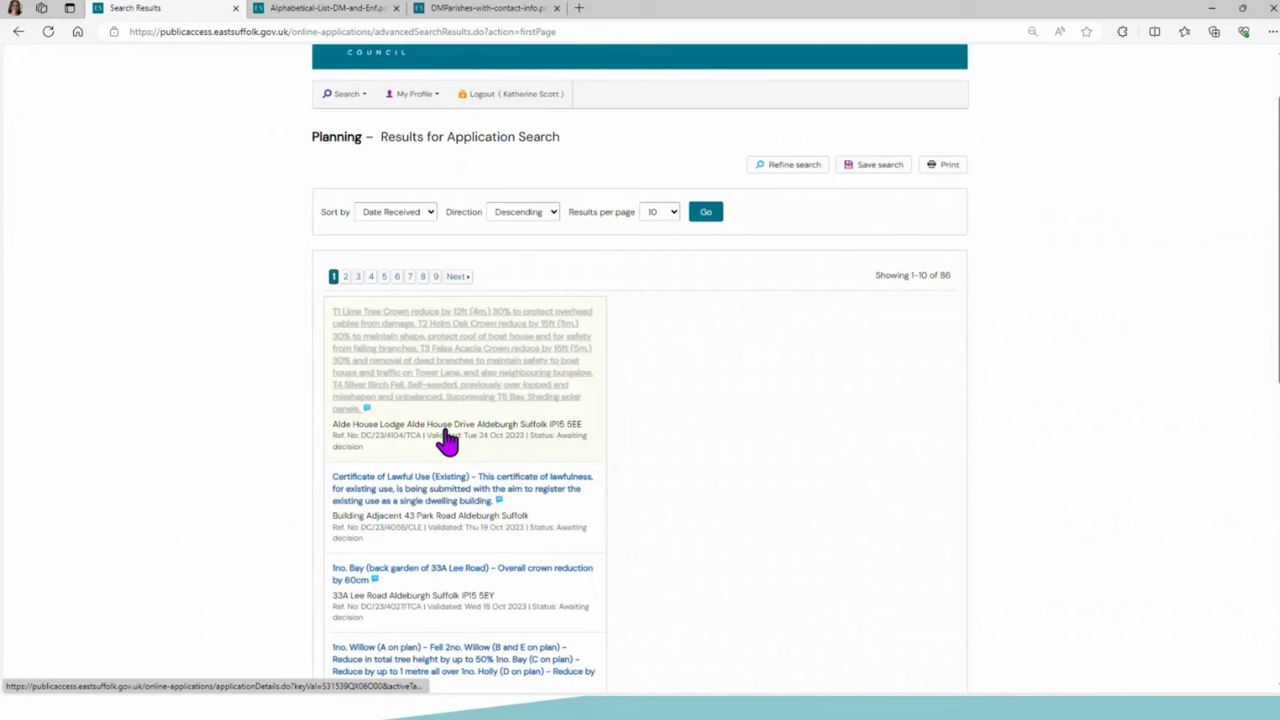 Search Results
Alphabetical-List-DM-and-Enf.p
DMParishes-with-contact-info.p
https://publicaccess.eastsuffolk.gov.uk/online-applications/advancedSearchResults.do?action=firstPage
COUNCIL
Search
My Profile
Logout ( Katherine Scott )
Planning – Results for Application Search
Refine search
Save search
Print
Sort by Date Received Direction Descending Results per page 10 Go
1 2 3 4 5 6 7 8 9 Next
Showing 1-10 of 86
T1 Lime Tree Crown reduce by 12ft (4m.) 30% to protect overhead
cables from damage. T2 Holm Oak Crown reduce by 15ft (5m.)
30% to maintain shape, protect roof of boat house and for safety
from falling branches. T3 False Acacia Crown reduce by 15ft (5m.)
30% and removal of dead branches to maintain safety to boat
house and traffic on Tower Lane, and also neighbouring bungalow.
T4 Silver Birch Fell. Self-seeded, previously over lopped and
misshapen and unbalanced. Suppressing T5 Bay. Shading solar
panels.
Alde House Lodge Alde House Drive Aldeburgh Suffolk IP15 5EE
Ref. No: DC/23/4104/TCA | Validated: Tue 24 Oct 2023 | Status: Awaiting
decision
Certificate of Lawful Use (Existing) - This certificate of lawfulness,
for existing use, is being submitted with the aim to register the
existing use as a single dwelling building.
Building Adjacent 43 Park Road Aldeburgh Suffolk
Ref. No: DC/23/4056/CLE | Validated: Thu 19 Oct 2023 | Status: Awaiting
decision
1no. Bay (back garden of 33A Lee Road) - Overall crown reduction
by 60cm
33A Lee Road Aldeburgh Suffolk IP15 5EY
Ref. No: DC/23/4027/TCA | Validated: Wed 18 Oct 2023 | Status: Awaiting
decision
1no. Willow (A on plan) - Fell 2no. Willow (B and E on plan) -
Reduce in total tree height by up to 50% 1no. Bay (C on plan) -
Reduce by up to 1 metre all over 1no. Holly (D on plan) - Reduce by
https://publicaccess.eastsuffolk.gov.uk/online-applications/applicationDetails.do?keyVal=S31539QX06O00&activeTa...